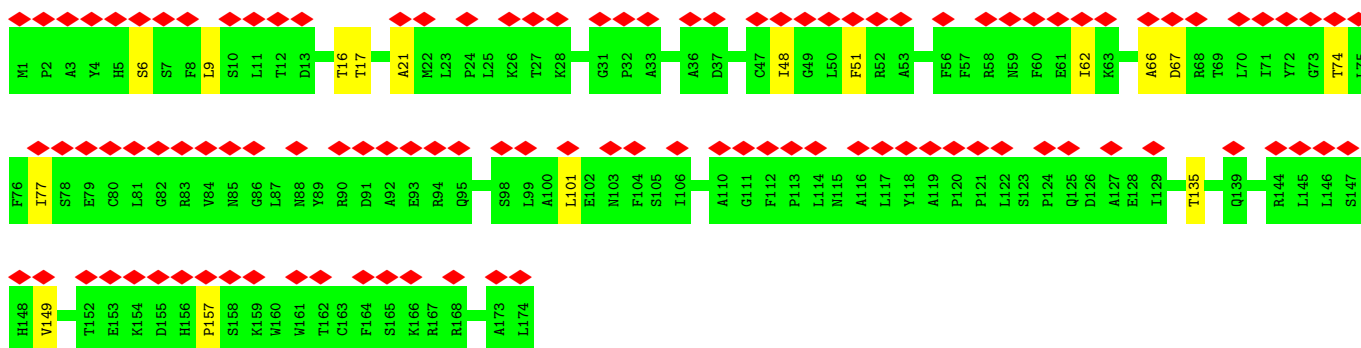 M1 P2 A3 Y4 H5 S6 S7 F8 L9 S10 L11 T12 D13 T16 T17 A21 M22 L23 P24 L25 K26 T27 K28 G31 P32 A33 A36 D37 C47 I48 G49 L50 F51 R52 A53 F56 F57 R58 N59 F60 E61 I62 K63 A66 D67 R68 T69 L70 I71 Y72 G73 T74 L75
F76 I77 S78 E79 C80 L81 G82 R83 V84 N85 G86 L87 N88 Y89 R90 D91 A92 E93 R94 Q95 S98 L99 A100 L101 E102 N103 F104 S105 I106 A110 G111 F112 P113 L114 N115 A116 L117 Y118 A119 P120 P121 L122 S123 P124 Q125 D126 A127 E128 I129 T135 Q139 R144 L145 L146 S147
H148 V149 T152 E153 K154 D155 H156 P157 S158 K159 W160 W161 T162 C163 F164 S165 K166 R167 R168 A173 L174